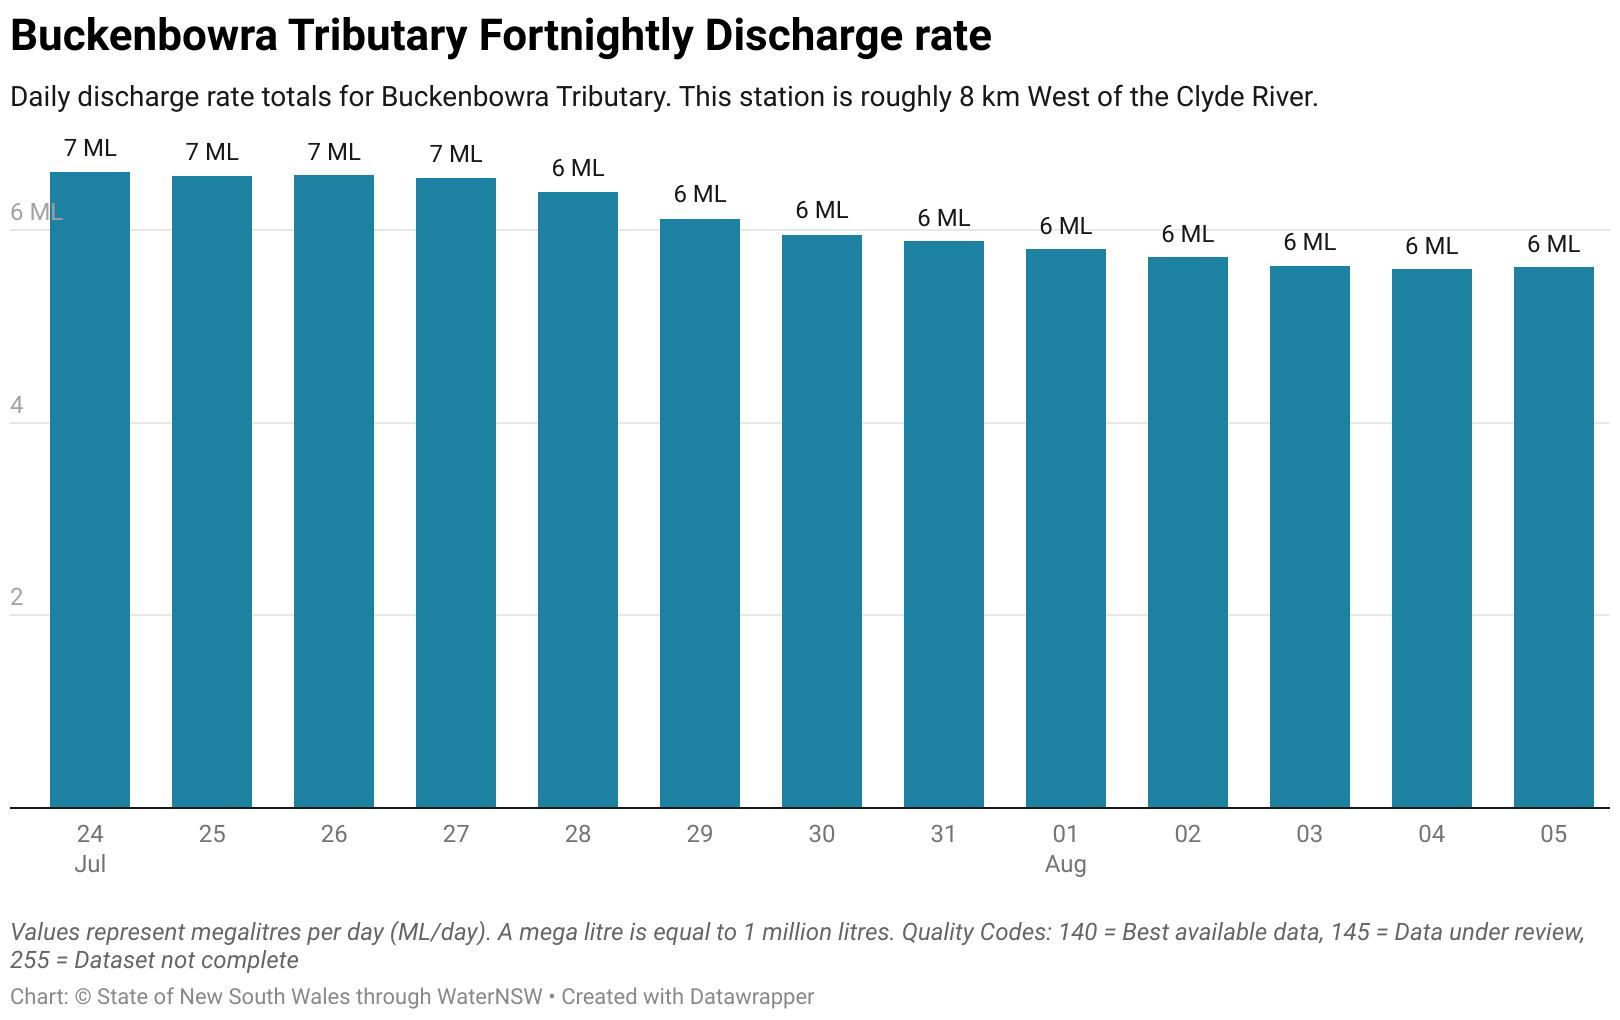 Buckenbowra Tributary Fortnightly Discharge rate
Daily discharge rate totals for Buckenbowra Tributary. This station is roughly 8 km West of the Clyde River.
7 ML 7 ML 7 ML 7 ML 6 ML 6 ML 6 ML 6 ML 6 ML 6 ML 6 ML 6 ML 6 ML
6 ML
4
2
24 25 26 27 28 29 30 31 01 02 03 04 05
Jul Aug
Values represent megalitres per day (ML/day). A mega litre is equal to 1 million litres. Quality Codes: 140 = Best available data, 145 = Data under review,
255 = Dataset not complete
Chart: © State of New South Wales through WaterNSW • Created with Datawrapper